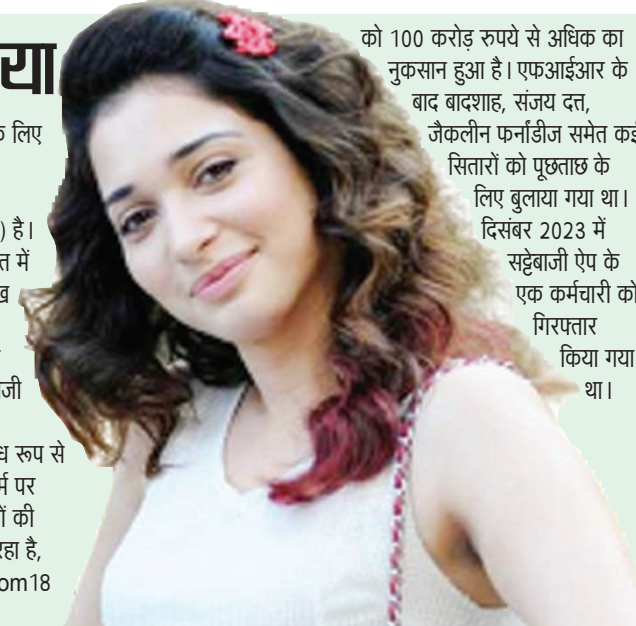 या
लिए
) है।
त में
जी
रूप से
र्म पर
ों की
रहा है,
om18
को 100 करोड़ रुपये से अधिक का
नुकसान हुआ है। एफआईआर के
बाद बादशाह, संजय दत्त,
जैकलीन फर्नांडीज समेत कई
सितारों को पूछताछ के
लिए बुलाया गया था।
दिसंबर 2023 में
सट्टेबाजी ऐप के
एक कर्मचारी को
गिरफ्तार
किया गया
था।